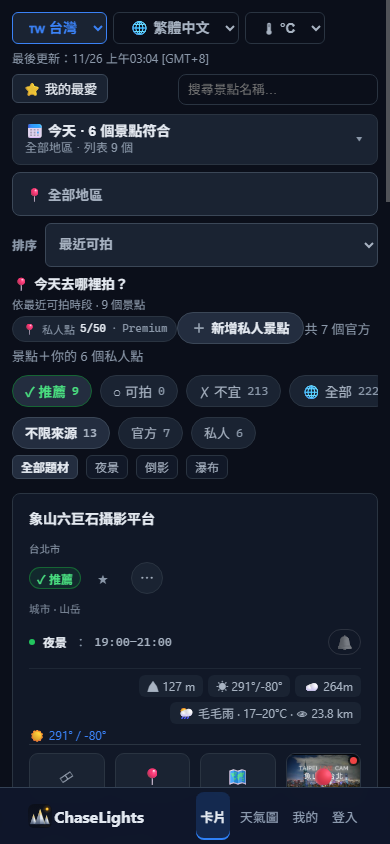 TW 台灣 繁體中文 °C
最後更新：11/26 上午03:04 [GMT+8]
我的最愛 搜尋景點名稱…
今天 · 6 個景點符合
全部地區 · 列表 9 個
全部地區
排序 最近可拍
今天去哪裡拍？
依最近可拍時段 · 9 個景點
私人點 5/50 · Premium ＋ 新增私人景點 共 7 個官方
景點＋你的 6 個私人點
✓ 推薦 9 ○ 可拍 0 ✗ 不宜 213 全部 222
不限來源 13 官方 7 私人 6
全部題材 夜景 倒影 瀑布
象山六巨石攝影平台
台北市
✓ 推薦 ★ ⋯
城市 · 山岳
夜景 ： 19:00–21:00
127 m 291°/-80° 264m
毛毛雨 · 17–20°C · 23.8 km
291° / -80°
TAIPEI CAM
ChaseLights 卡片 天氣圖 我的 登入